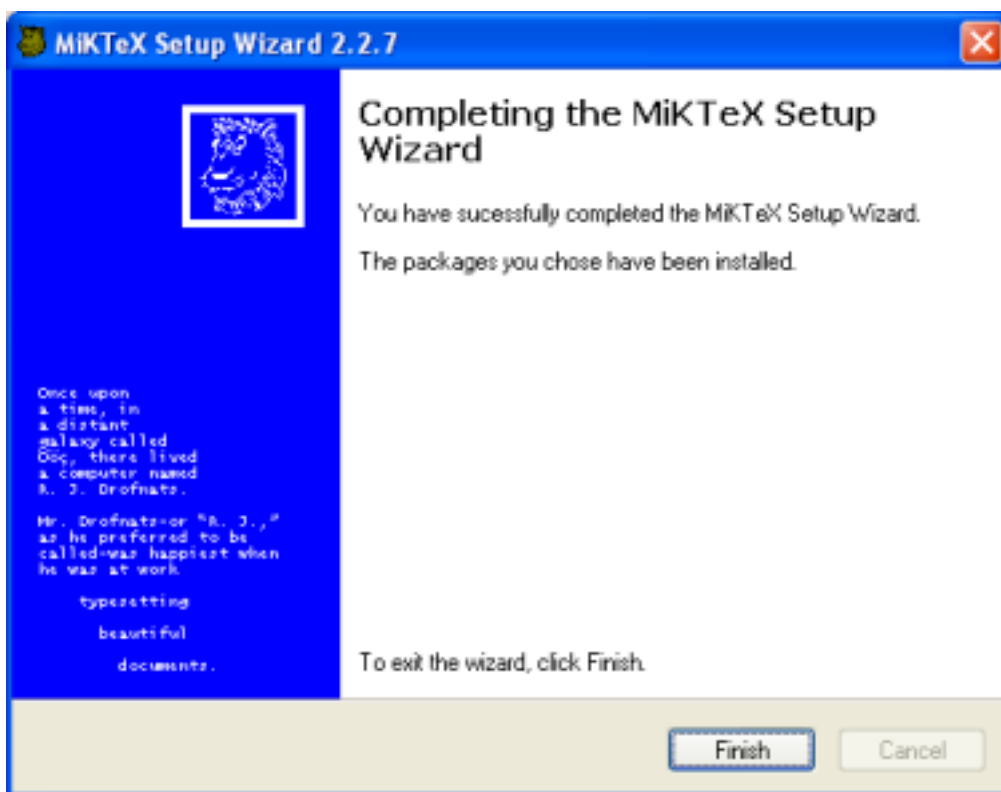 MiKTeX Setup Wizard 2.2.7
Completing the MiKTeX Setup
Wizard
You have sucessfully completed the MiKTeX Setup Wizard.
The packages you chose have been installed.
Once upon
a time, in
a distant
galaxy called
Ööç, there lived
a computer named
R. J. Drofnats.
Mr. Drofnats-or "R. J.,"
as he preferred to be
called-was happiest when
he was at work
typesetting
beautiful
documents.
To exit the wizard, click Finish.
Finish
Cancel